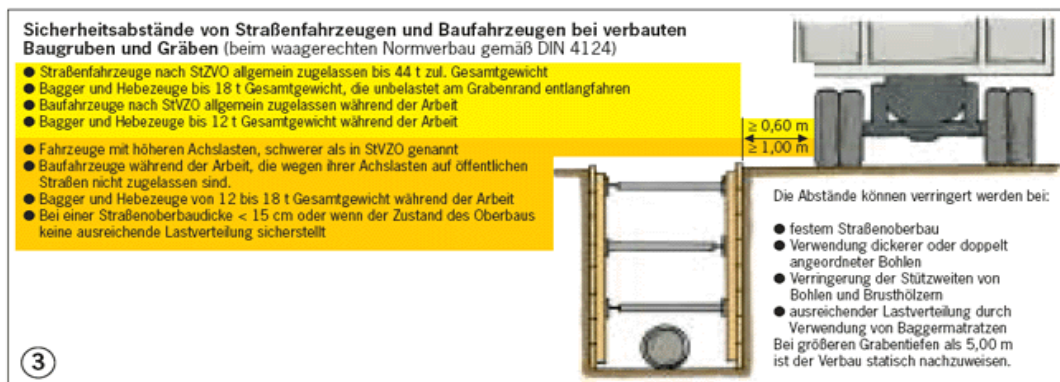 Sicherheitsabstände von Straßenfahrzeugen und Baufahrzeugen bei verbauten
Baugruben und Gräben (beim waagerechten Normverbau gemäß DIN 4124)
● Straßenfahrzeuge nach StZVO allgemein zugelassen bis 44 t zul. Gesamtgewicht
● Bagger und Hebezeuge bis 18 t Gesamtgewicht, die unbelastet am Grabenrand entlangfahren
● Baufahrzeuge nach StVZO allgemein zugelassen während der Arbeit
● Bagger und Hebezeuge bis 12 t Gesamtgewicht während der Arbeit
≥ 0,60 m
≥ 1,00 m
● Fahrzeuge mit höheren Achslasten, schwerer als in StVZO genannt
● Baufahrzeuge während der Arbeit, die wegen ihrer Achslasten auf öffentlichen
Straßen nicht zugelassen sind.
● Bagger und Hebezeuge von 12 bis 18 t Gesamtgewicht während der Arbeit
● Bei einer Straßenoberbaudicke < 15 cm oder wenn der Zustand des Oberbaus
keine ausreichende Lastverteilung sicherstellt
Die Abstände können verringert werden bei:
● festem Straßenoberbau
● Verwendung dickerer oder doppelt
angeordneter Bohlen
● Verringerung der Stützweiten von
Bohlen und Brusthölzern
● ausreichender Lastverteilung durch
Verwendung von Baggermatratzen
Bei größeren Grabentiefen als 5,00 m
ist der Verbau statisch nachzuweisen.
3